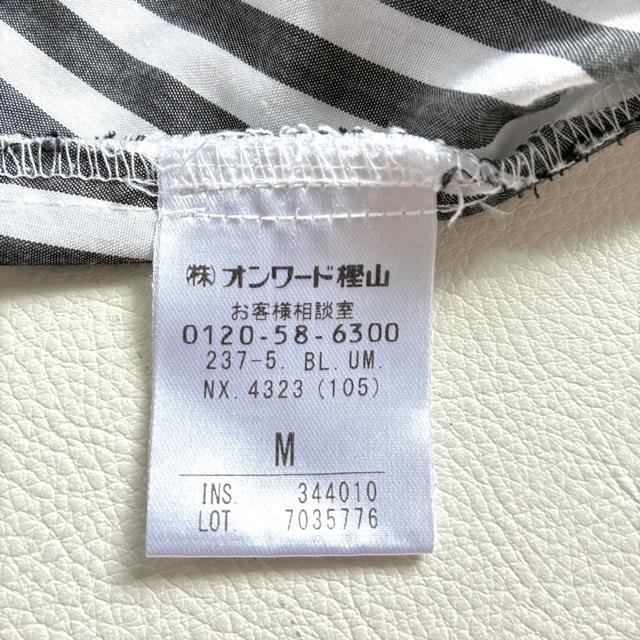 ㈱オンワード樫山
お客様相談室
0120-58-6300
237-5. BL. UM.
NX. 4323 (105)
M
INS. 344010
LOT. 7035776